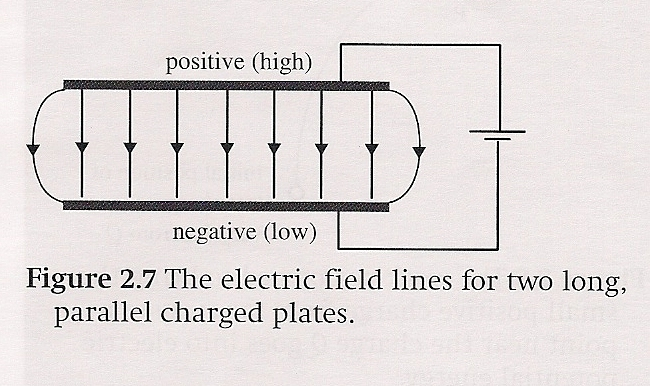 positive (high)
negative (low)
Figure 2.7 The electric field lines for two long,
parallel charged plates.